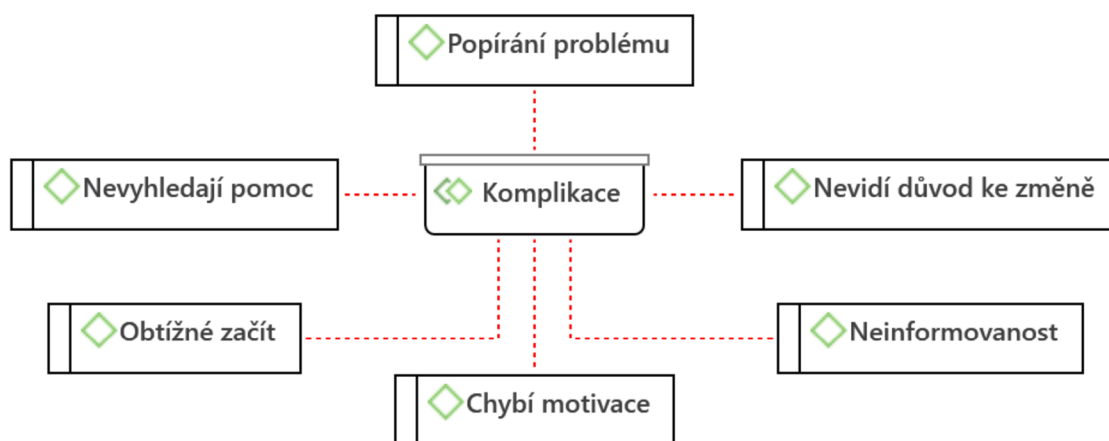 Popírání problému
Nevyhledají pomoc
Komplikace
Nevidí důvod ke změně
Obtížné začít
Neinformovanost
Chybí motivace